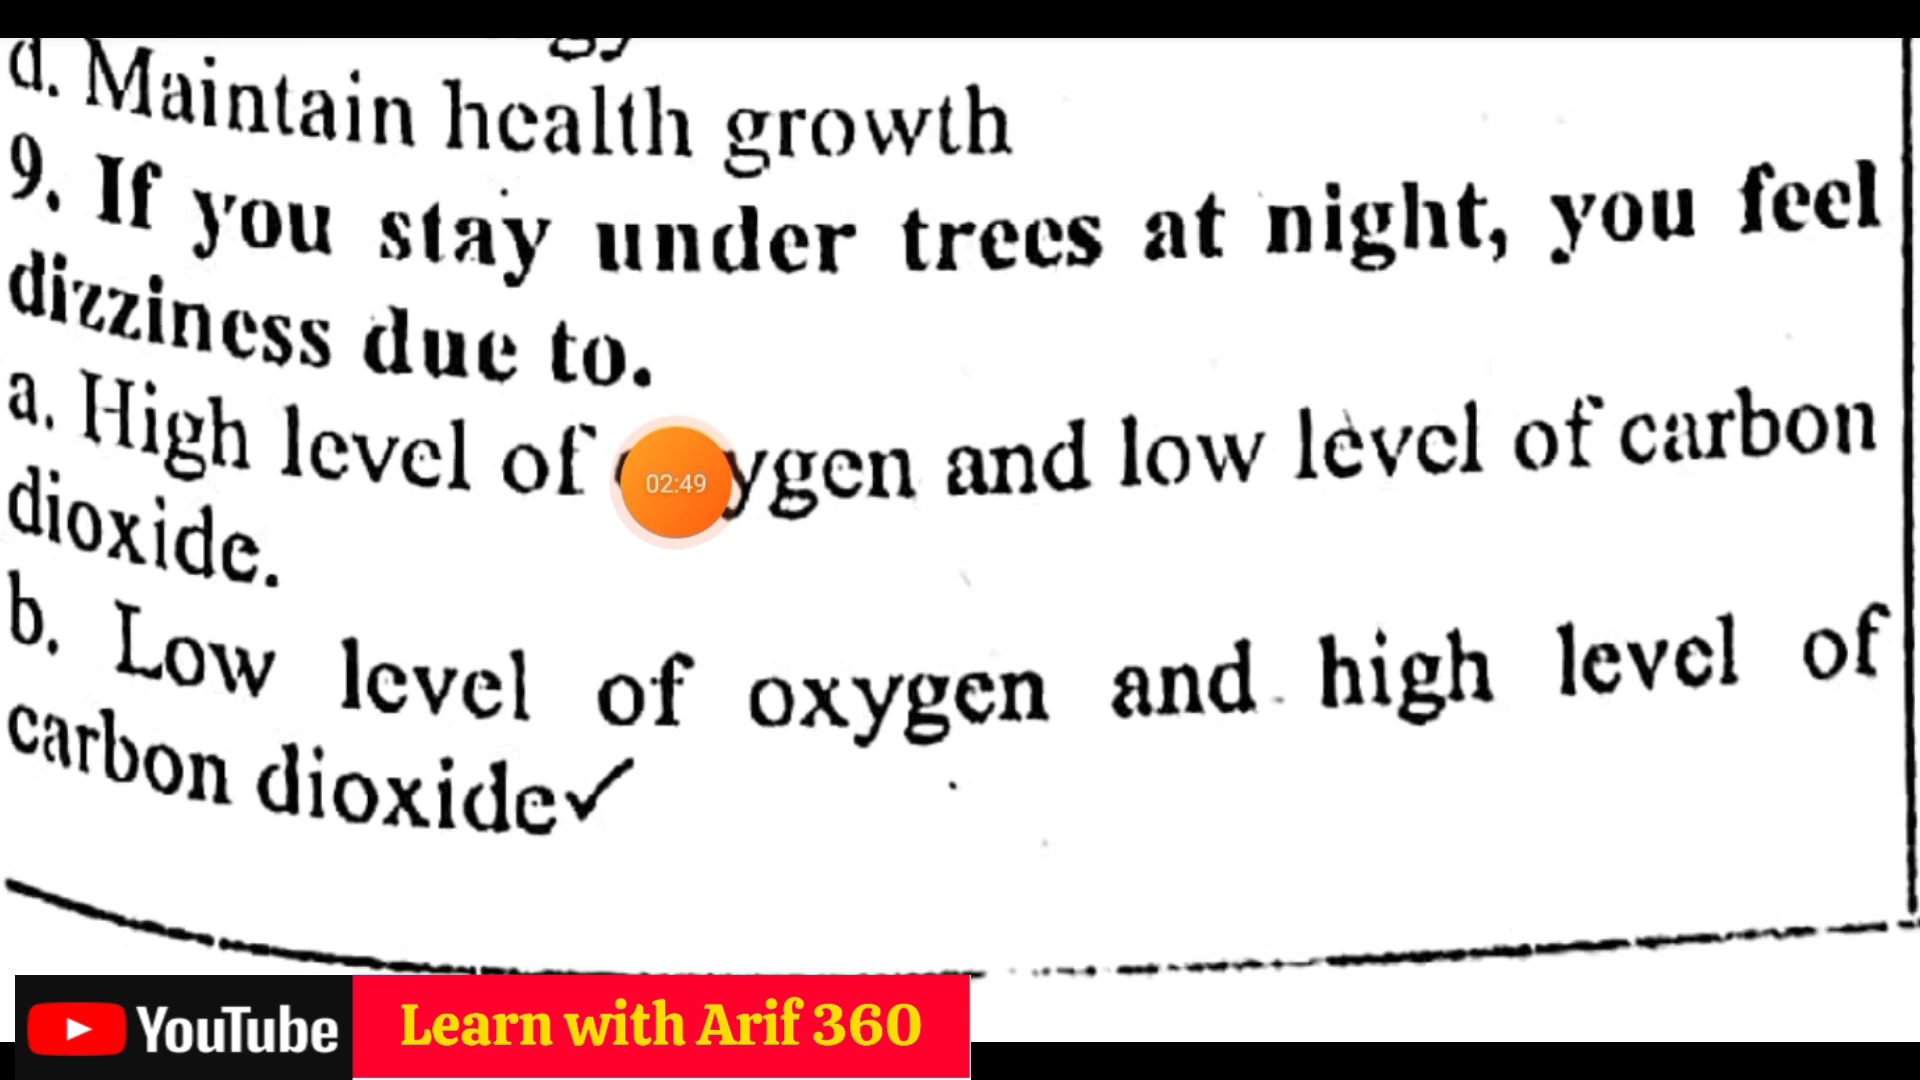 d. Maintain health growth
9. If you stay under trees at night, you feel
dizziness due to.
a. High level of ygen and low level of carbon
dioxide.
02:49
b. Low level of oxygen and high level of
carbon dioxide✓
YouTube Learn with Arif 360